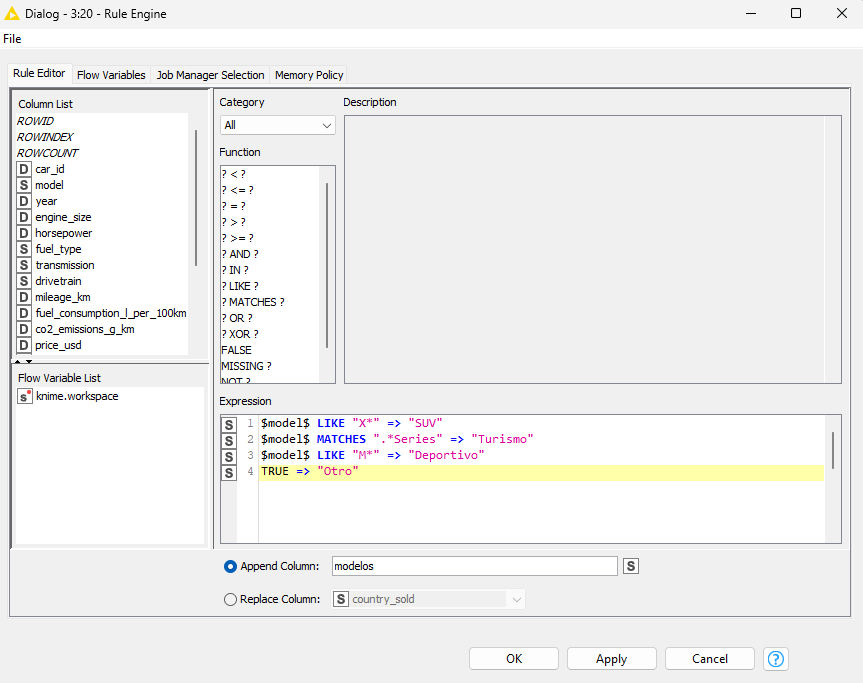 Dialog - 3:20 - Rule Engine
File
Rule Editor Flow Variables Job Manager Selection Memory Policy
Column List
ROWID
ROWINDEX
ROWCOUNT
D car_id
S model
D year
D engine_size
D horsepower
S fuel_type
S transmission
S drivetrain
D mileage_km
D fuel_consumption_l_per_100km
D co2_emissions_g_km
D price_usd
Flow Variable List
s knime.workspace
Category
All
Function
? < ?
? <= ?
? = ?
? > ?
? >= ?
? AND ?
? IN ?
? LIKE ?
? MATCHES ?
? OR ?
? XOR ?
FALSE
MISSING ?
NOT ?
Description
Expression
S 1 $model$ LIKE "X*" => "SUV"
S 2 $model$ MATCHES ".*Series" => "Turismo"
S 3 $model$ LIKE "M*" => "Deportivo"
S 4 TRUE => "Otro"
Append Column: modelos S
Replace Column: S country_sold
OK Apply Cancel ?